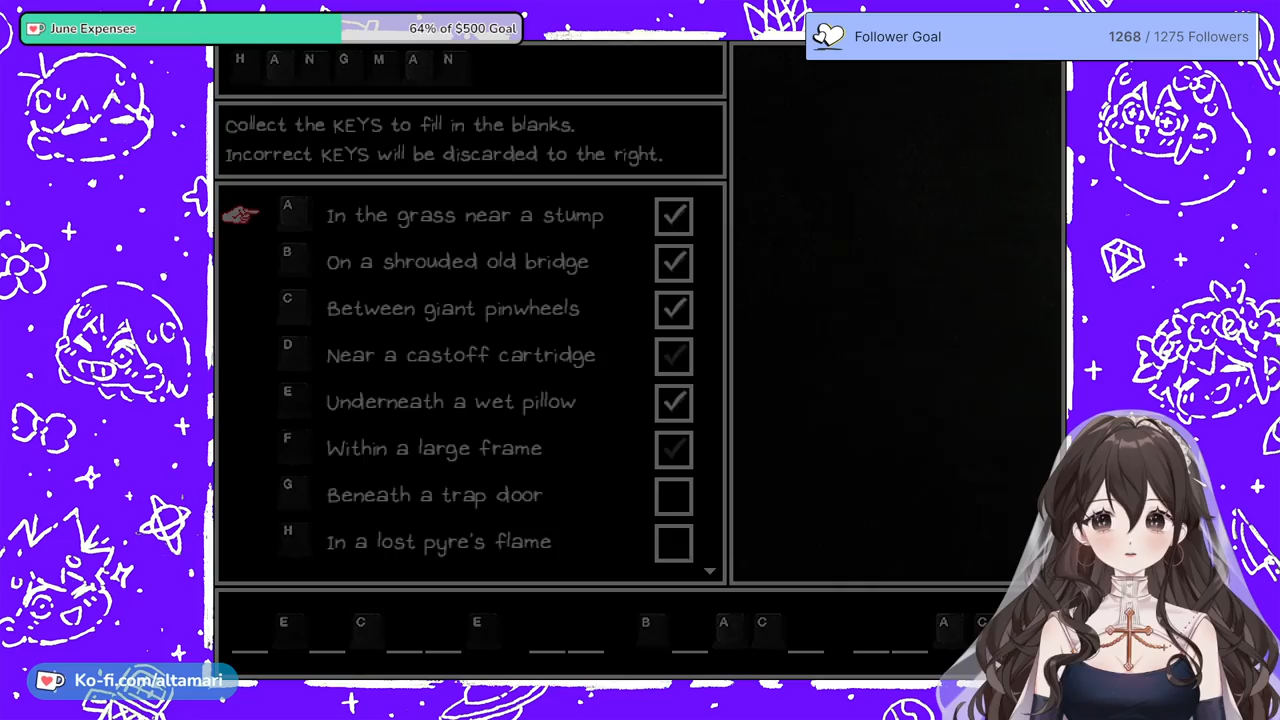 June Expenses 64% of $500 Goal
Follower Goal 1268 / 1275 Followers
H A N G M A N
Collect the KEYS to fill in the blanks.
Incorrect KEYS will be discarded to the right.
A In the grass near a stump
B On a shrouded old bridge
C Between giant pinwheels
D Near a castoff cartridge
E Underneath a wet pillow
F Within a large frame
G Beneath a trap door
H In a lost pyre's flame
E C E B A C A C
Ko-fi.com/altamari